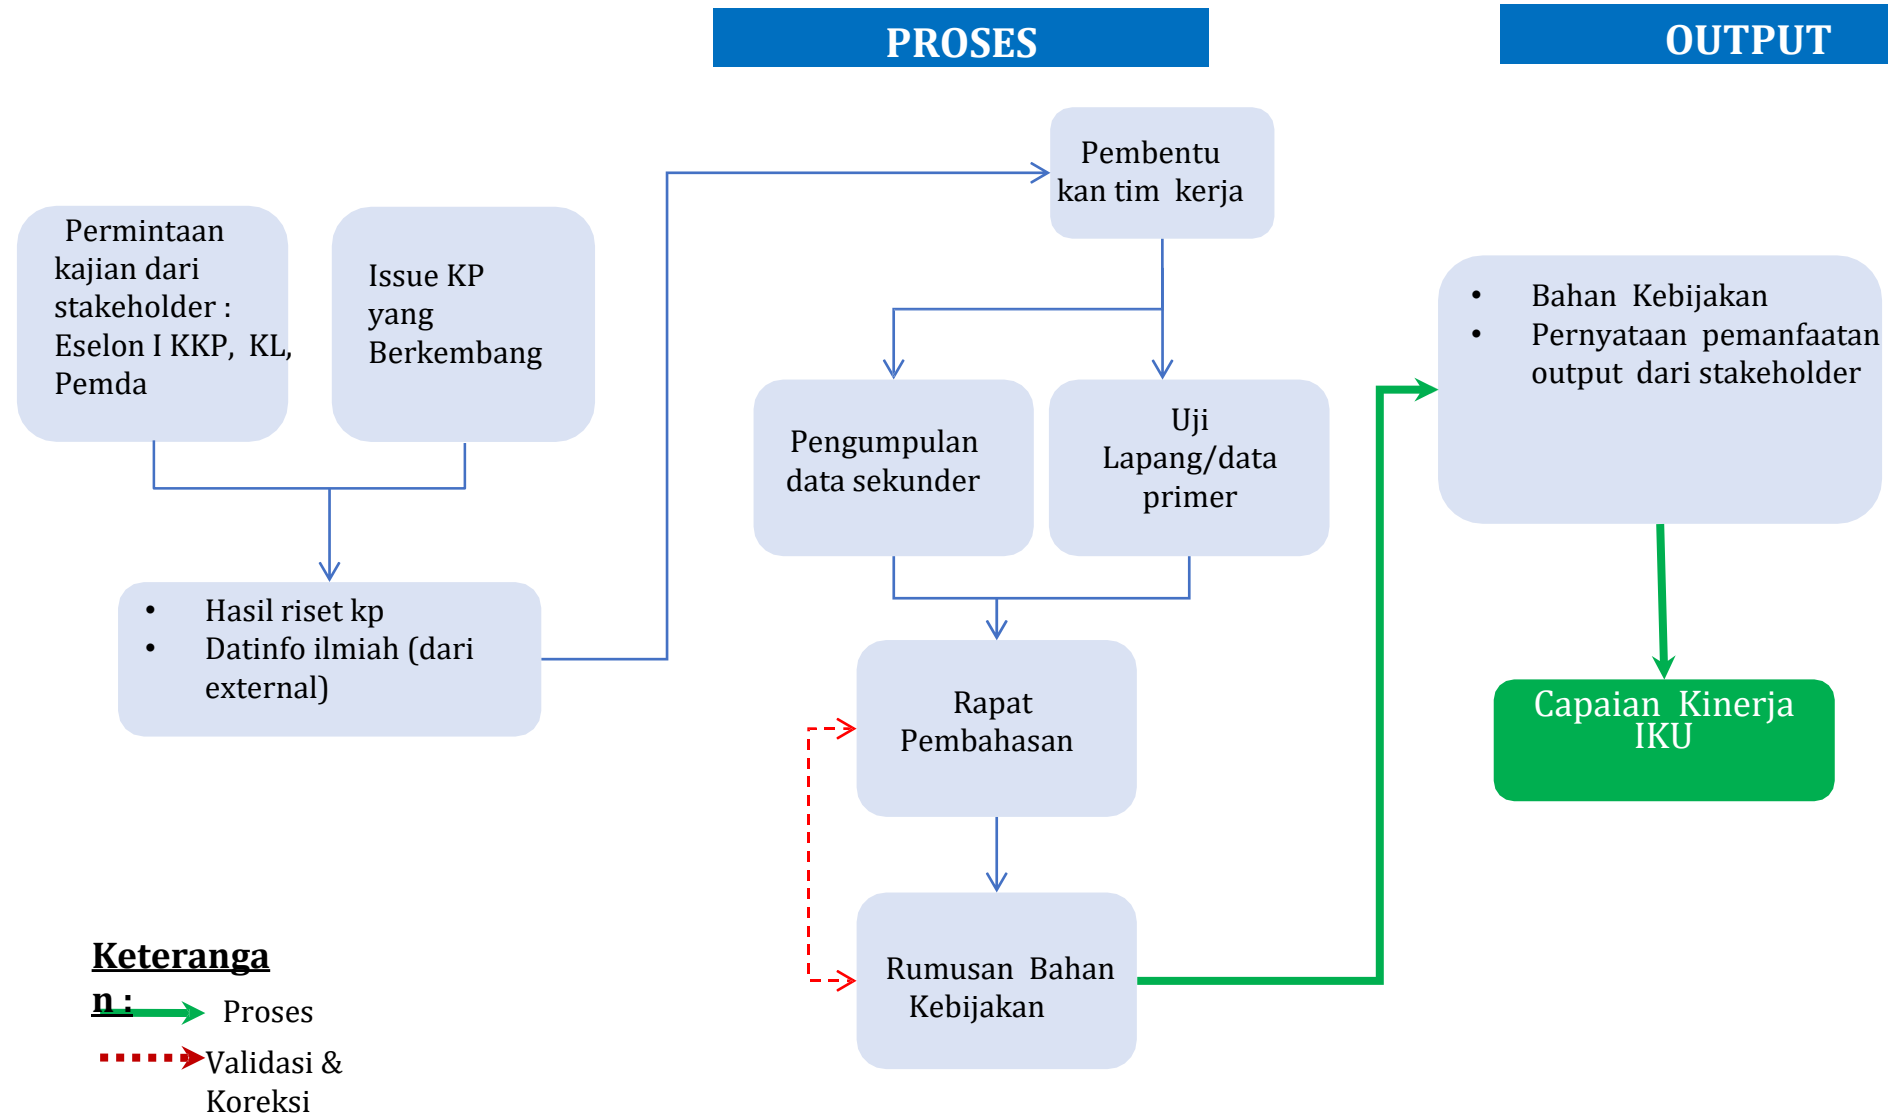 PROSES
OUTPUT
Permintaan
kajian dari
stakeholder :
Eselon I KKP, KL,
Pemda
Issue KP
yang
Berkembang
• Hasil riset kp
• Datinfo ilmiah (dari
external)
Pembentu
kan tim kerja
Pengumpulan
data sekunder
Uji
Lapang/data
primer
Rapat
Pembahasan
Rumusan Bahan
Kebijakan
• Bahan Kebijakan
• Pernyataan pemanfaatan
output dari stakeholder
Capaian Kinerja
IKU
Keteranga
n :
Proses
Validasi &
Koreksi